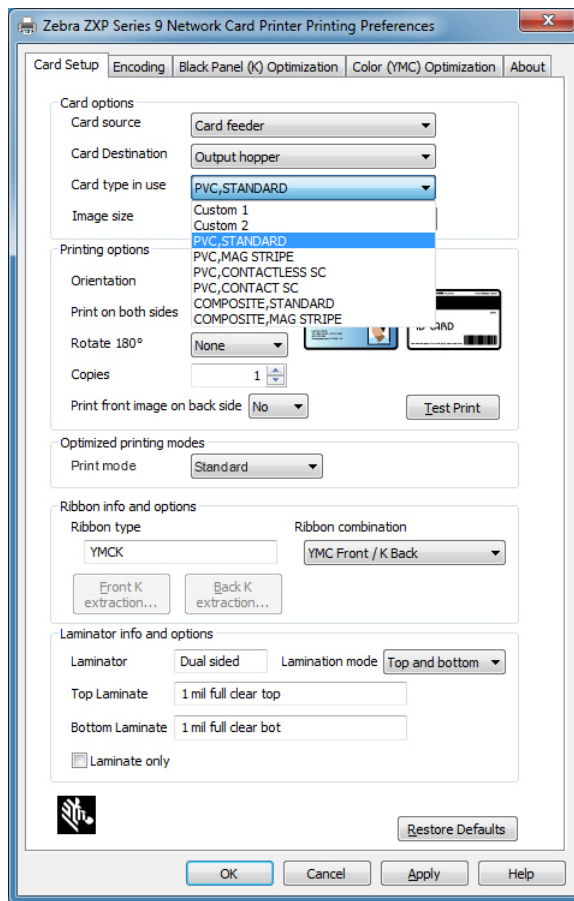 Zebra ZXP Series 9 Network Card Printer Printing Preferences
Card Setup Encoding Black Panel (K) Optimization Color (YMC) Optimization About
Card options
Card source Card feeder
Card Destination Output hopper
Card type in use PVC,STANDARD
Image size
Custom 1
Custom 2
PVC,STANDARD
PVC,MAG STRIPE
PVC,CONTACTLESS SC
PVC,CONTACT SC
COMPOSITE,STANDARD
COMPOSITE,MAG STRIPE
Printing options
Orientation
Print on both sides
ID CARD
Rotate 180° None
Copies 1
Print front image on back side No Test Print
Optimized printing modes
Print mode Standard
Ribbon info and options
Ribbon type Ribbon combination
YMCK YMC Front / K Back
Front K extraction... Back K extraction...
Laminator info and options
Laminator Dual sided Lamination mode Top and bottom
Top Laminate 1 mil full clear top
Bottom Laminate 1 mil full clear bot
Laminate only
Restore Defaults
OK Cancel Apply Help